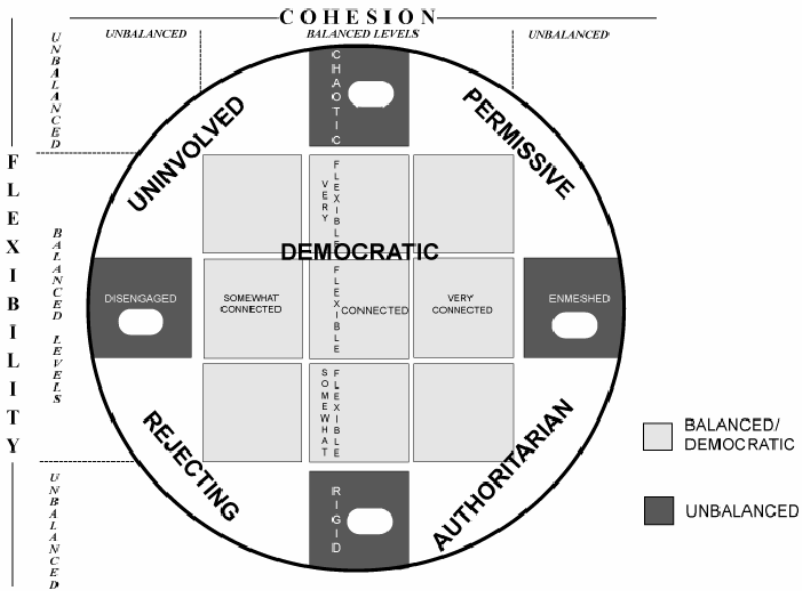 COHESION
UNBALANCED
BALANCED LEVELS
UNBALANCED
FLEXIBILITY
UNBALANCED
BALANCED LEVELS
UNBALANCED
CHAOTIC
UNINVOLVED
PERMISSIVE
VERY
FLEXIBLE
DEMOCRATIC
DISENGAGED
SOMEWHAT
CONNECTED
FLEXIBLE
CONNECTED
VERY
CONNECTED
ENMESHED
SOMEWHAT
FLEXIBLE
REJECTING
RIGID
AUTHORITARIAN
BALANCED/
DEMOCRATIC
UNBALANCED